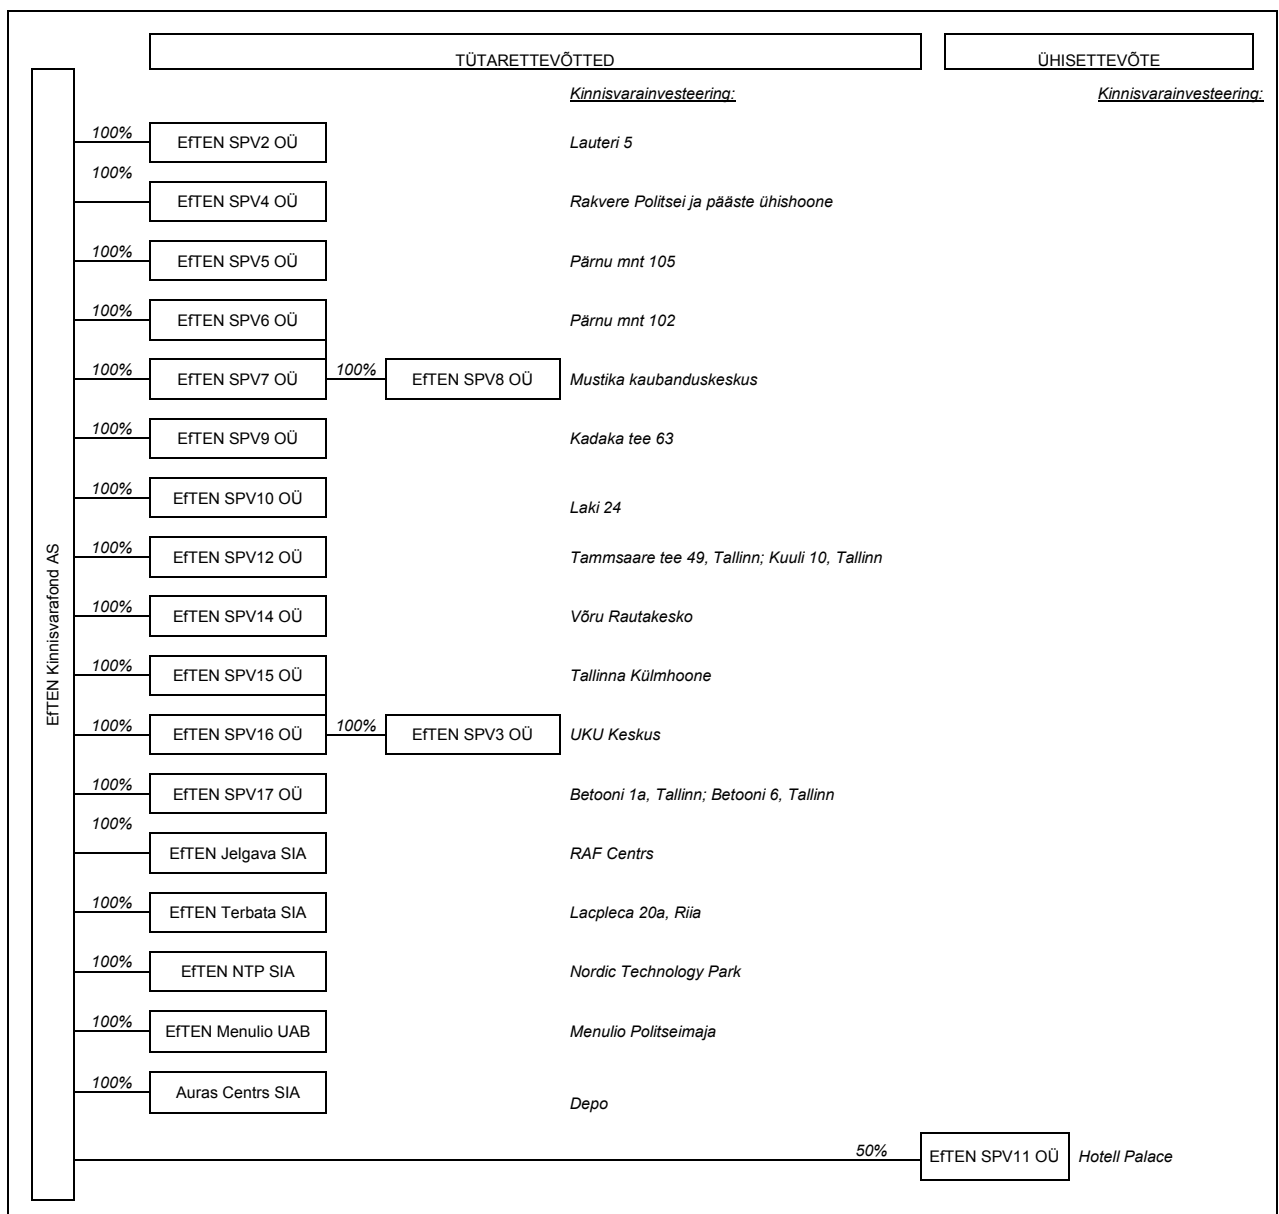 TÜTARETTEVÕTTED
ÜHISETTEVÕTE
Kinnisvarainvesteering:
Kinnisvarainvesteering:
EfTEN Kinnisvarafond AS
100% EfTEN SPV2 OÜ Lauteri 5
100% EfTEN SPV4 OÜ Rakvere Politsei ja pääste ühishoone
100% EfTEN SPV5 OÜ Pärnu mnt 105
100% EfTEN SPV6 OÜ Pärnu mnt 102
100% EfTEN SPV7 OÜ 100% EfTEN SPV8 OÜ Mustika kaubanduskeskus
100% EfTEN SPV9 OÜ Kadaka tee 63
100% EfTEN SPV10 OÜ Laki 24
100% EfTEN SPV12 OÜ Tammsaare tee 49, Tallinn; Kuuli 10, Tallinn
100% EfTEN SPV14 OÜ Võru Rautakesko
100% EfTEN SPV15 OÜ Tallinna Külmhoone
100% EfTEN SPV16 OÜ 100% EfTEN SPV3 OÜ UKU Keskus
100% EfTEN SPV17 OÜ Betooni 1a, Tallinn; Betooni 6, Tallinn
100% EfTEN Jelgava SIA RAF Centrs
100% EfTEN Terbata SIA Lacpleca 20a, Riia
100% EfTEN NTP SIA Nordic Technology Park
100% EfTEN Menulio UAB Menulio Politseimaja
100% Auras Centrs SIA Depo
50% EfTEN SPV11 OÜ Hotell Palace